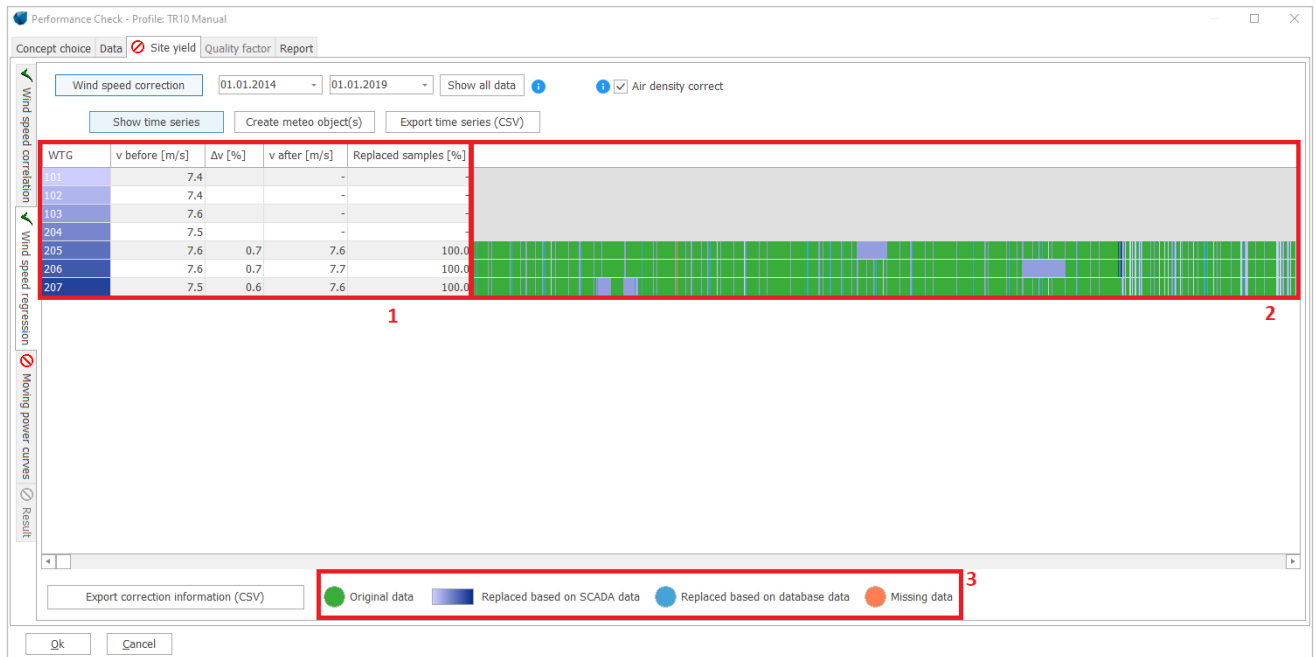 Performance Check - Profile: TR10 Manual
Concept choice Data Site yield Quality factor Report
Wind speed correction 01.01.2014 01.01.2019 Show all data Air density correct
Show time series Create meteo object(s) Export time series (CSV)
WTG v before [m/s] Δv [%] v after [m/s] Replaced samples [%]
101 7.4 - -
102 7.4 - -
103 7.6 - -
204 7.5 - -
205 7.6 0.7 7.6 100.0
206 7.6 0.7 7.7 100.0
207 7.5 0.6 7.6 100.0
1
2
Wind speed correlation
Wind speed regression
Moving power curves
Result
Export correction information (CSV) Original data Replaced based on SCADA data Replaced based on database data Missing data
3
Ok Cancel